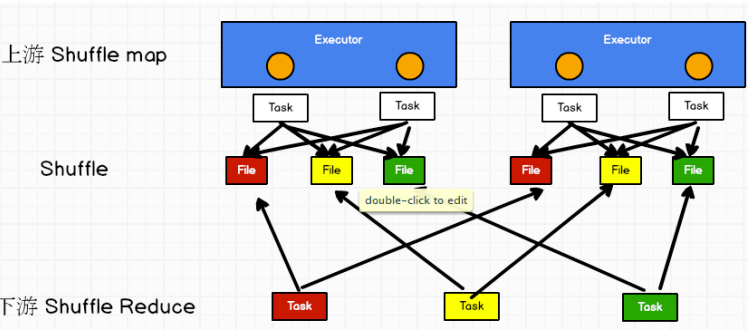 Executor
Executor
上游 Shuffle map
Task
Task
Task
Task
Shuffle
File
File
File
File
File
File
double-click to edit
下游 Shuffle Reduce
Task
Task
Task